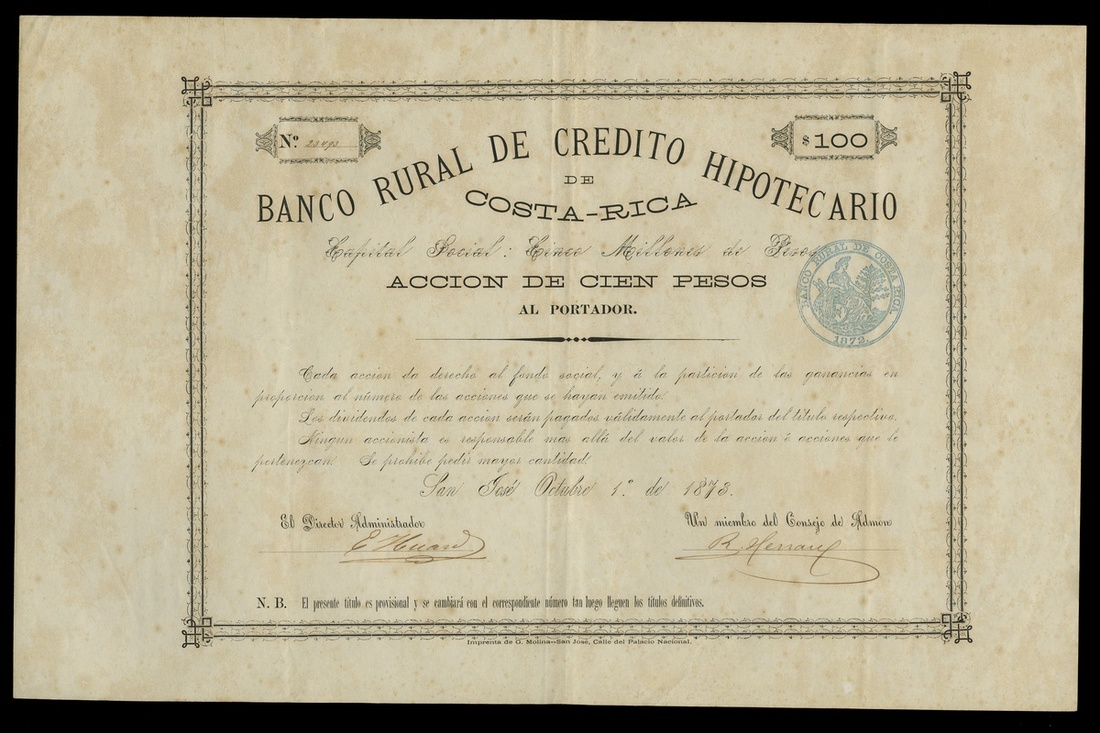 Nº 23493
$100
BANCO RURAL DE CREDITO HIPOTECARIO
DE
COSTA-RICA
Capital Social: Cinco Millones de Pesos
ACCION DE CIEN PESOS
AL PORTADOR.
BANCO RURAL DE COSTA RICA.
1872.
Cada accion da derecho al fondo social, y á la particion de las ganancias en
proporcion al número de las acciones que se hayan emitido.
Los dividendos de cada accion serán pagados válidamente al portador del titulo respectivo.
Ningun accionista es responsable mas allá del valor de la accion ó acciones que le
pertenezcan. Se prohibe pedir mayor cantidad.
San José Octubre 1º de 1873.
El Director Administrador
Un miembro del Consejo de Admon
E Huard
N. B. El presente titulo es provisional y se cambiará con el correspondiente número tan luego lleguen los titulos definitivos.
Imprenta de G. Molina—San José, Calle del Palacio Nacional.